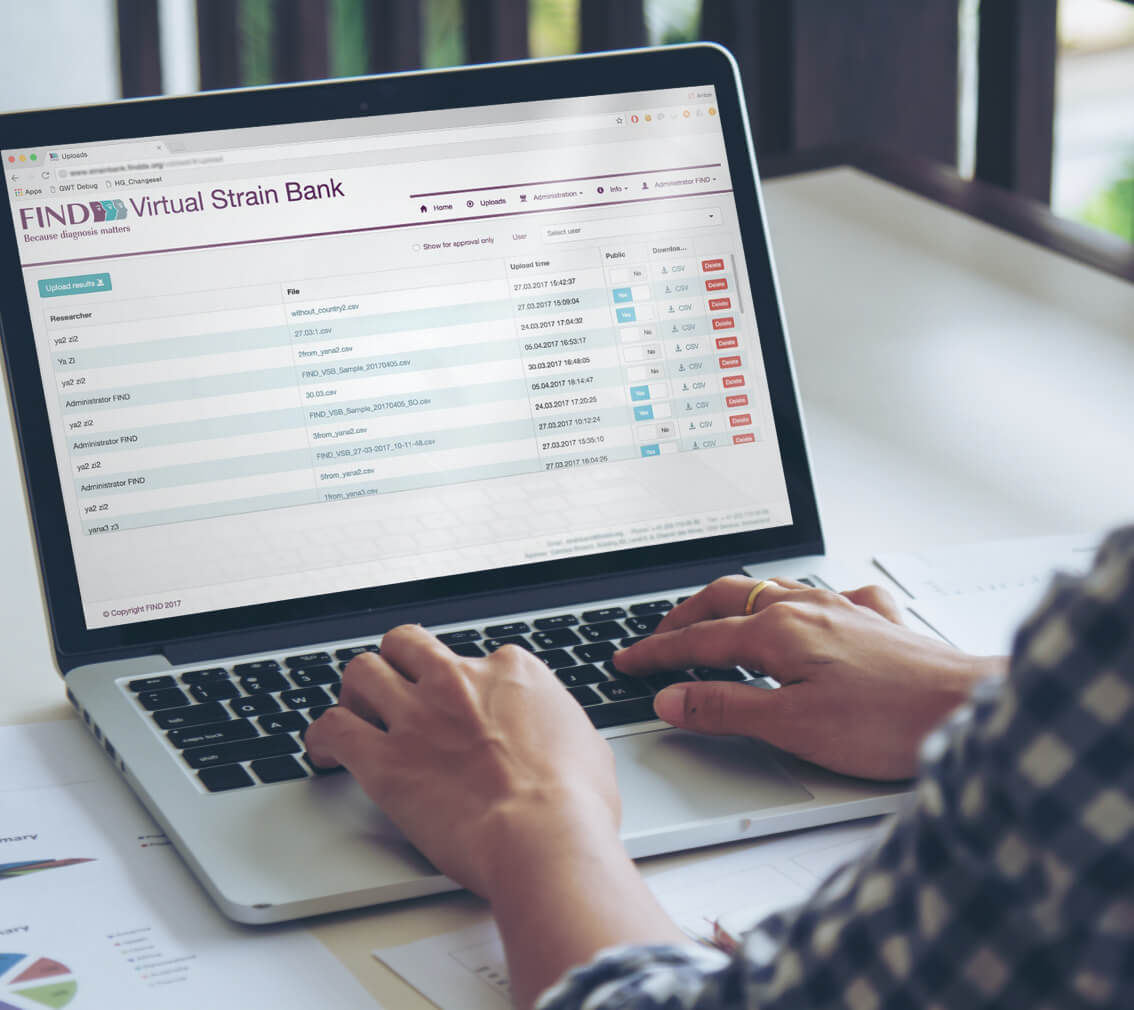 Uploads
Apps GWT Debug HG_Changeset
FIND Virtual Strain Bank
Because diagnosis matters
Home Uploads Administration Info Administrator FIND
Show for approval only User Select user
Upload results
Researcher File Upload time Public Downloa...
ya2 zi2 without_country2.csv 27.03.2017 15:42:37 No CSV Delete
Ya Zi 27.03:1.csv 27.03.2017 15:09:04 Yes CSV Delete
ya2 zi2 2from_yana2.csv 24.03.2017 17:04:32 Yes CSV Delete
Administrator FIND FIND_VSB_Sample_20170405.csv 05.04.2017 16:53:17 No CSV Delete
ya2 zi2 30.03.csv 30.03.2017 16:48:05 No CSV Delete
Administrator FIND FIND_VSB_Sample_20170405_SO.csv 05.04.2017 18:14:47 No CSV Delete
ya2 zi2 3from_yana2.csv 24.03.2017 17:20:25 Yes CSV Delete
Administrator FIND FIND_VSB_27-03-2017_10-11-48.csv 27.03.2017 10:12:24 Yes CSV Delete
ya2 zi2 5from_yana2.csv 27.03.2017 15:35:10 No CSV Delete
yana3 z3 1from_yana3.csv 27.03.2017 16:04:26 Yes CSV Delete
© Copyright FIND 2017
caps lock
shift